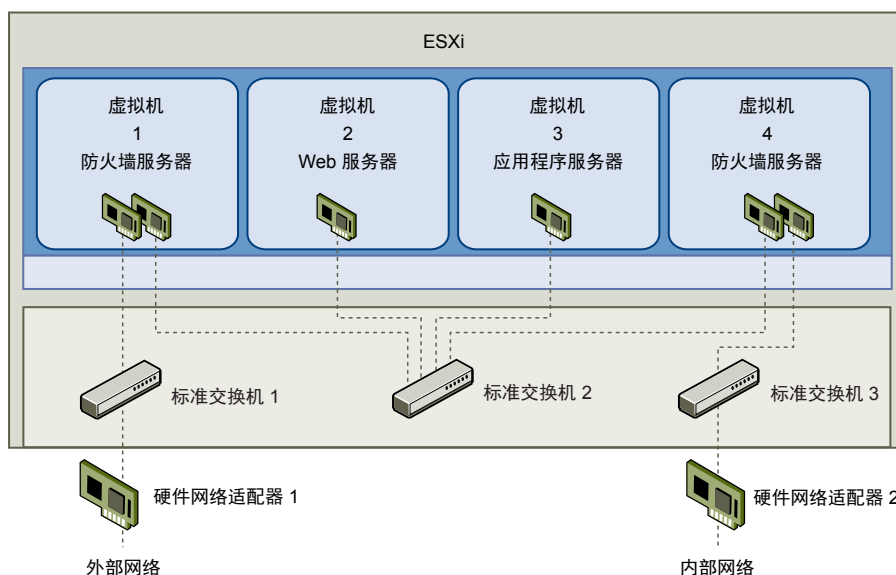 ESXi
虚拟机
1
防火墙服务器
虚拟机
2
Web 服务器
虚拟机
3
应用程序服务器
虚拟机
4
防火墙服务器
标准交换机 1
标准交换机 2
标准交换机 3
硬件网络适配器 1
硬件网络适配器 2
外部网络
内部网络